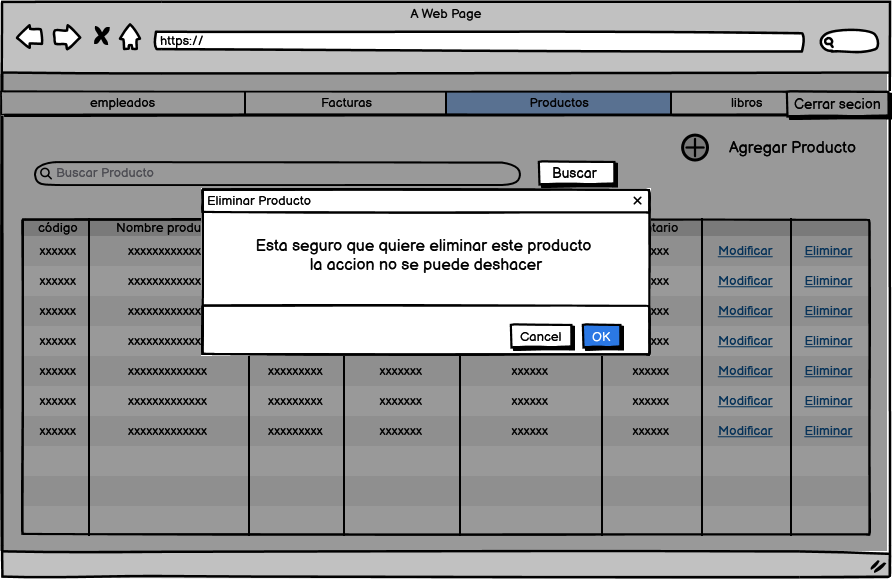 A Web Page
https://
empleados Facturas Productos libros Cerrar secion
Agregar Producto
Buscar Producto Buscar
Eliminar Producto
Esta seguro que quiere eliminar este producto
la accion no se puede deshacer
Cancel OK
código Nombre produ tario
xxxxxx xxxxxxxxxxxx xxx Modificar Eliminar
xxxxxx xxxxxxxxxxxx xxx Modificar Eliminar
xxxxxx xxxxxxxxxxxx xxx Modificar Eliminar
xxxxxx xxxxxxxxxxxx xxx Modificar Eliminar
xxxxxx xxxxxxxxxxxxx xxxxxxxxx xxxxxxx xxxxxx xxxxxx Modificar Eliminar
xxxxxx xxxxxxxxxxxxx xxxxxxxxx xxxxxxx xxxxxx xxxxxx Modificar Eliminar
xxxxxx xxxxxxxxxxxxx xxxxxxxxx xxxxxxx xxxxxx xxxxxx Modificar Eliminar